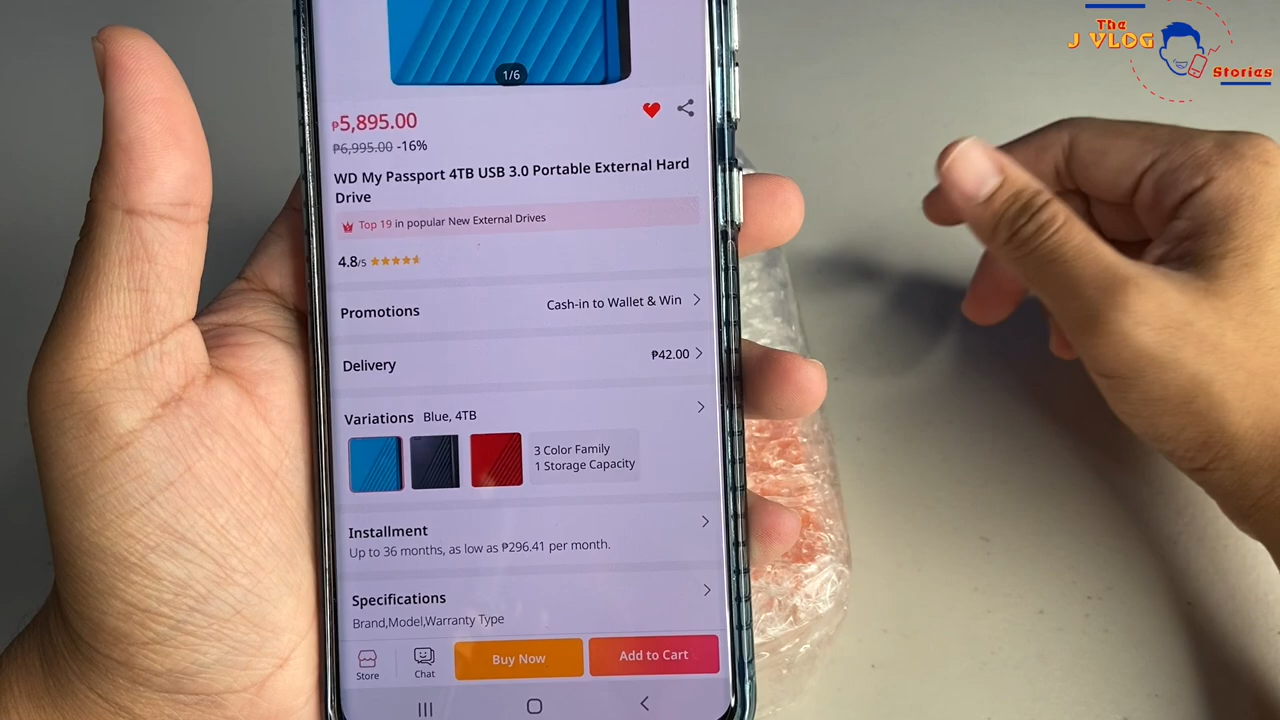 The
J VLOG
Stories
1/6
₱5,895.00
₱6,995.00 -16%
WD My Passport 4TB USB 3.0 Portable External Hard
Drive
Top 19 in popular New External Drives
4.8/5
Promotions Cash-in to Wallet & Win
Delivery ₱42.00
Variations Blue, 4TB
3 Color Family
1 Storage Capacity
Installment
Up to 36 months, as low as ₱296.41 per month.
Specifications
Brand,Model,Warranty Type
Store Chat Buy Now Add to Cart